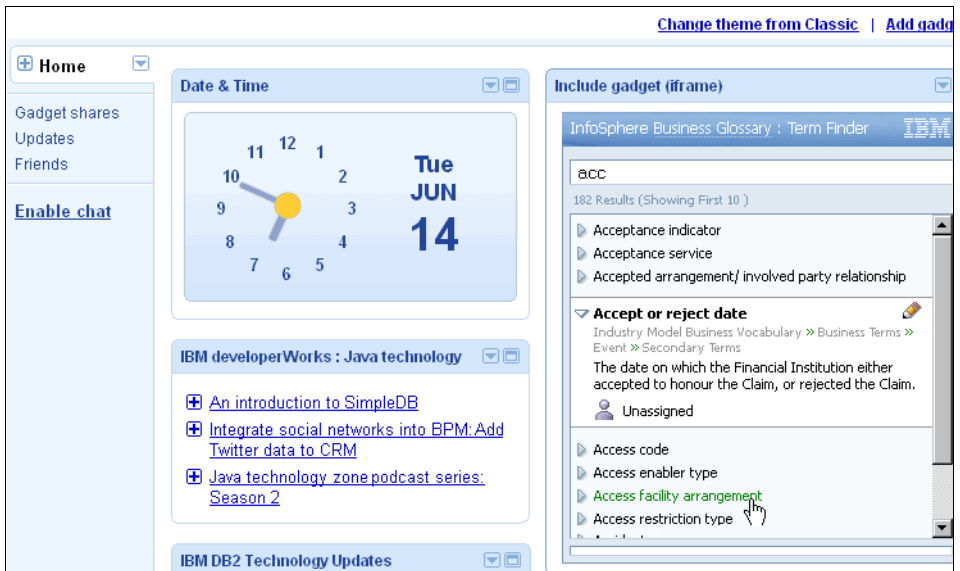 Change theme from Classic | Add gadg
Home
Gadget shares
Updates
Friends
Enable chat
Date & Time
12
11
1
10
2
9
3
8
4
7
5
6
Tue
JUN
14
IBM developerWorks : Java technology
An introduction to SimpleDB
Integrate social networks into BPM: Add
Twitter data to CRM
Java technology zone podcast series:
Season 2
IBM DB2 Technology Updates
Include gadget (iframe)
InfoSphere Business Glossary : Term Finder
IBM
acc
182 Results (Showing First 10 )
Acceptance indicator
Acceptance service
Accepted arrangement/ involved party relationship
Accept or reject date
Industry Model Business Vocabulary » Business Terms »
Event » Secondary Terms
The date on which the Financial Institution either
accepted to honour the Claim, or rejected the Claim.
Unassigned
Access code
Access enabler type
Access facility arrangement
Access restriction type